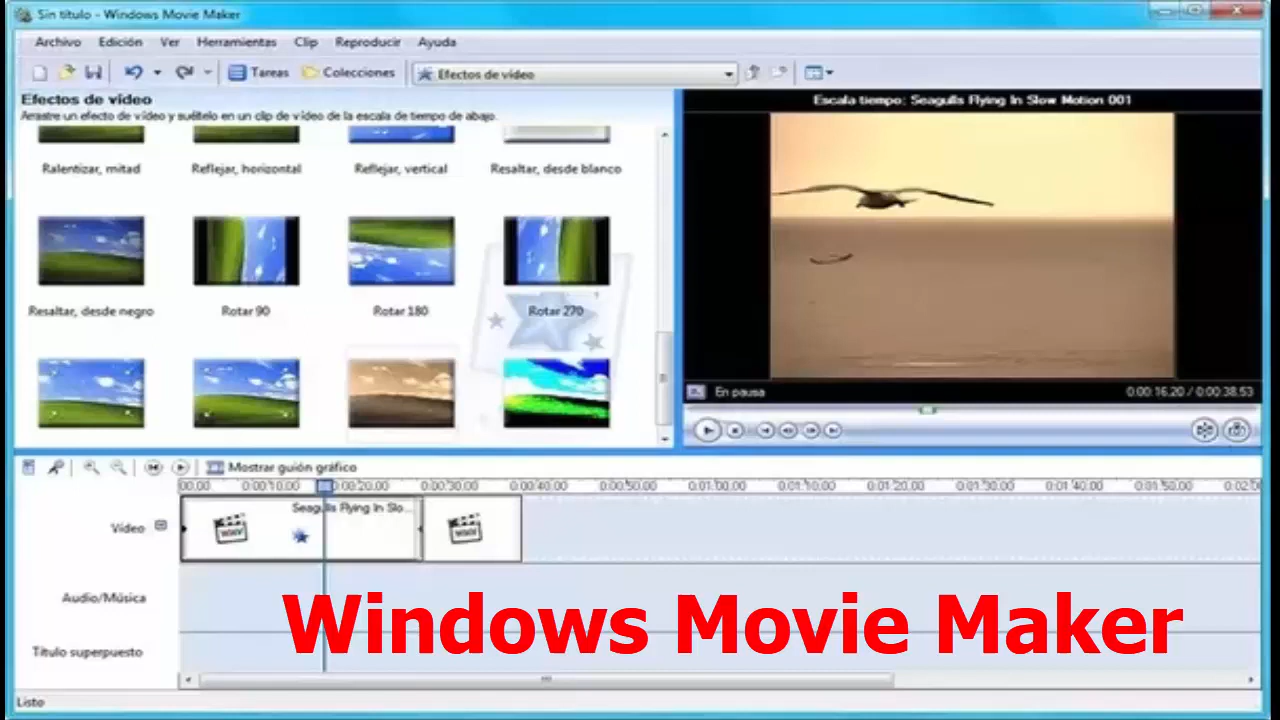 Sin título - Windows Movie Maker
Archivo Edición Ver Herramientas Clip Reproducir Ayuda
Tareas Colecciones Efectos de vídeo
Efectos de vídeo
Arrastre un efecto de vídeo y suéltelo en un clip de vídeo de la escala de tiempo de abajo.
Escala tiempo: Seagulls Flying In Slow Motion 001
Ralentizar, mitad Reflejar, horizontal Reflejar, vertical Resaltar, desde blanco
Resaltar, desde negro Rotar 90 Rotar 180 Rotar 270
En pausa 0:00:16.20 / 0:00:38.53
Mostrar guión gráfico
00.00 0:00:10.00 0:00:20.00 0:00:30.00 0:00:40.00 0:00:50.00 0:01:00.00 0:01:10.00 0:01:20.00 0:01:30.00 0:01:40.00 0:01:50.00 0:02:0
Seagulls Flying In Slo...
Vídeo
WMV WMV
Audio/Música
Windows Movie Maker
Título superpuesto
Listo